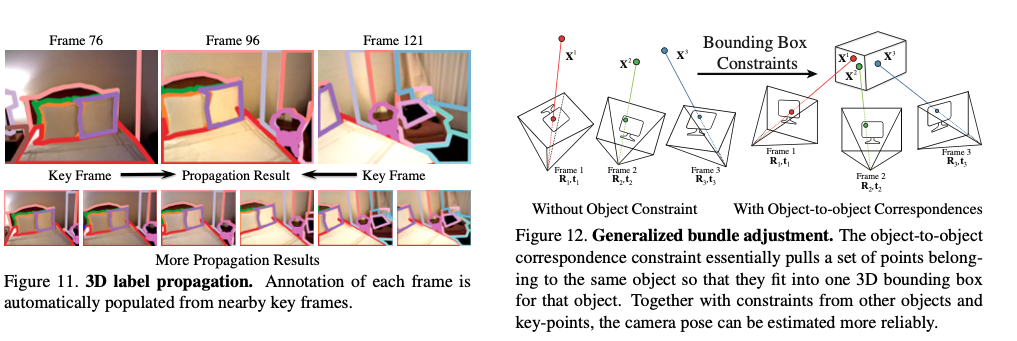 Frame 76
Frame 96
Frame 121
Key Frame
Propagation Result
Key Frame
More Propagation Results
Figure 11. 3D label propagation. Annotation of each frame is
automatically populated from nearby key frames.
X¹
X²
X³
Bounding Box
Constraints
X¹
X²
X³
Frame 1
R₁,t₁
Frame 2
R₂,t₂
Frame 3
R₃,t₃
Frame 1
R₁,t₁
Frame 2
R₂,t₂
Frame 3
R₃,t₃
Without Object Constraint
With Object-to-object Correspondences
Figure 12. Generalized bundle adjustment. The object-to-object
correspondence constraint essentially pulls a set of points belong-
ing to the same object so that they fit into one 3D bounding box
for that object. Together with constraints from other objects and
key-points, the camera pose can be estimated more reliably.